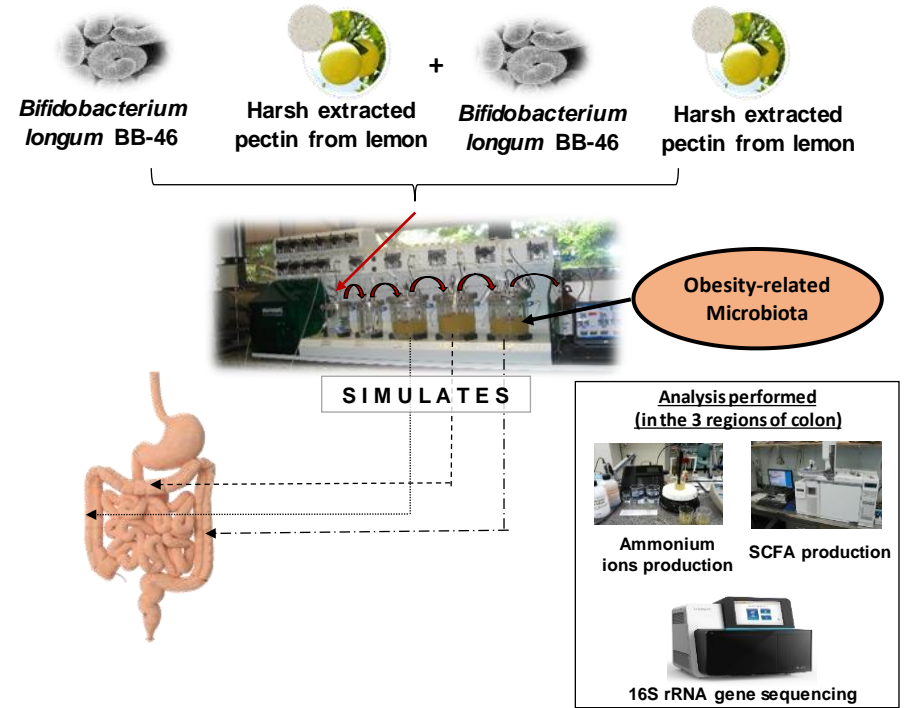 Bifidobacterium
longum BB-46
Harsh extracted
pectin from lemon
+
Bifidobacterium
longum BB-46
Harsh extracted
pectin from lemon
Obesity-related
Microbiota
SIMULATES
Analysis performed
(in the 3 regions of colon)
Ammonium
ions production
SCFA production
16S rRNA gene sequencing